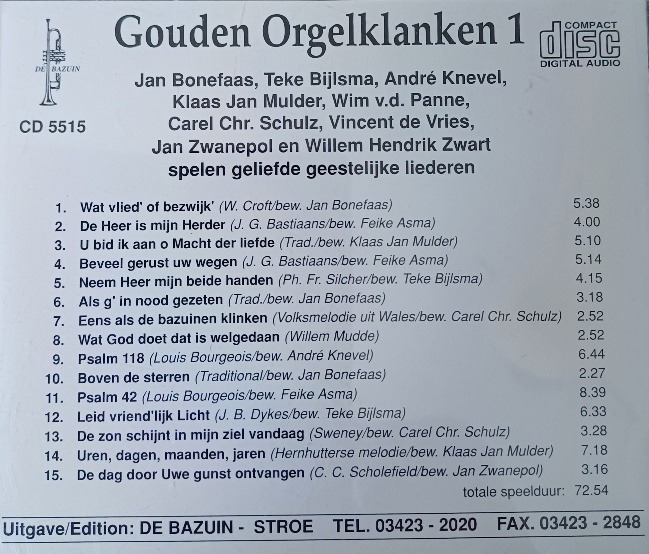 Gouden Orgelklanken 1
COMPACT
disc
DIGITAL AUDIO
DE BAZUIN
CD 5515
Jan Bonefaas, Teke Bijlsma, André Knevel,
Klaas Jan Mulder, Wim v.d. Panne,
Carel Chr. Schulz, Vincent de Vries,
Jan Zwanepol en Willem Hendrik Zwart
spelen geliefde geestelijke liederen
1. Wat vlied' of bezwijk' (W. Croft/bew. Jan Bonefaas) 5.38
2. De Heer is mijn Herder (J. G. Bastiaans/bew. Feike Asma) 4.00
3. U bid ik aan o Macht der liefde (Trad./bew. Klaas Jan Mulder) 5.10
4. Beveel gerust uw wegen (J. G. Bastiaans/bew. Feike Asma) 5.14
5. Neem Heer mijn beide handen (Ph. Fr. Silcher/bew. Teke Bijlsma) 4.15
6. Als g' in nood gezeten (Trad./bew. Jan Bonefaas) 3.18
7. Eens als de bazuinen klinken (Volksmelodie uit Wales/bew. Carel Chr. Schulz) 2.52
8. Wat God doet dat is welgedaan (Willem Mudde) 2.52
9. Psalm 118 (Louis Bourgeois/bew. André Knevel) 6.44
10. Boven de sterren (Traditional/bew. Jan Bonefaas) 2.27
11. Psalm 42 (Louis Bourgeois/bew. Feike Asma) 8.39
12. Leid vriend'lijk Licht (J. B. Dykes/bew. Teke Bijlsma) 6.33
13. De zon schijnt in mijn ziel vandaag (Sweney/bew. Carel Chr. Schulz) 3.28
14. Uren, dagen, maanden, jaren (Hernhutterse melodie/bew. Klaas Jan Mulder) 7.18
15. De dag door Uwe gunst ontvangen (C. C. Scholefield/bew. Jan Zwanepol) 3.16
totale speelduur: 72.54
Uitgave/Edition: DE BAZUIN - STROE TEL. 03423 - 2020 FAX. 03423 - 2848